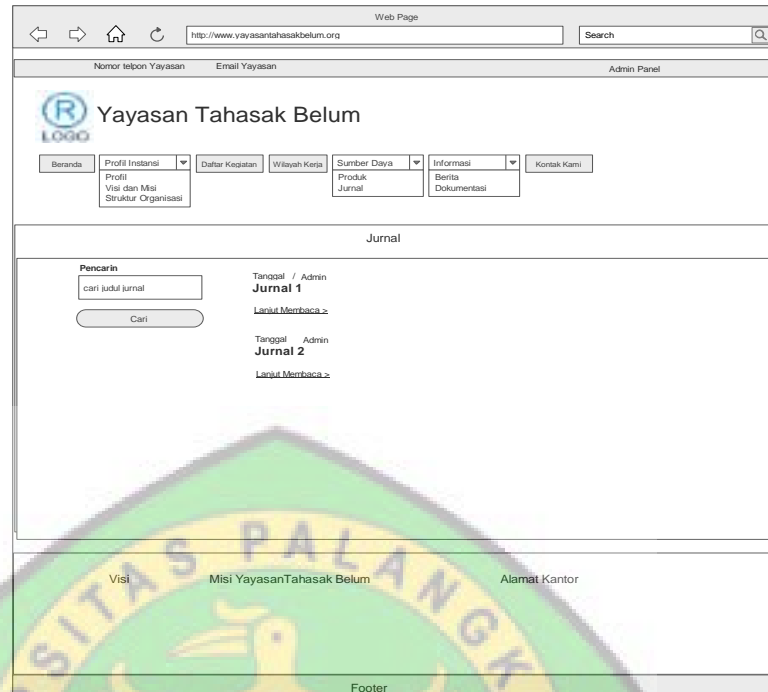 Web Page
http://www.yayasantahasakbelum.org
Search
Nomor telpon Yayasan Email Yayasan Admin Panel
R
LOGO
Yayasan Tahasak Belum
Beranda Profil Instansi Daftar Kegiatan Wilayah Kerja Sumber Daya Informasi Kontak Kami
Profil
Visi dan Misi
Struktur Organisasi
Produk
Jurnal
Berita
Dokumentasi
Jurnal
Pencarin
cari judul jurnal
Cari
Tanggal / Admin
Jurnal 1
Lanjut Membaca >
Tanggal Admin
Jurnal 2
Lanjut Membaca >
SITAS PALANGK
Visi Misi YayasanTahasak Belum Alamat Kantor
Footer